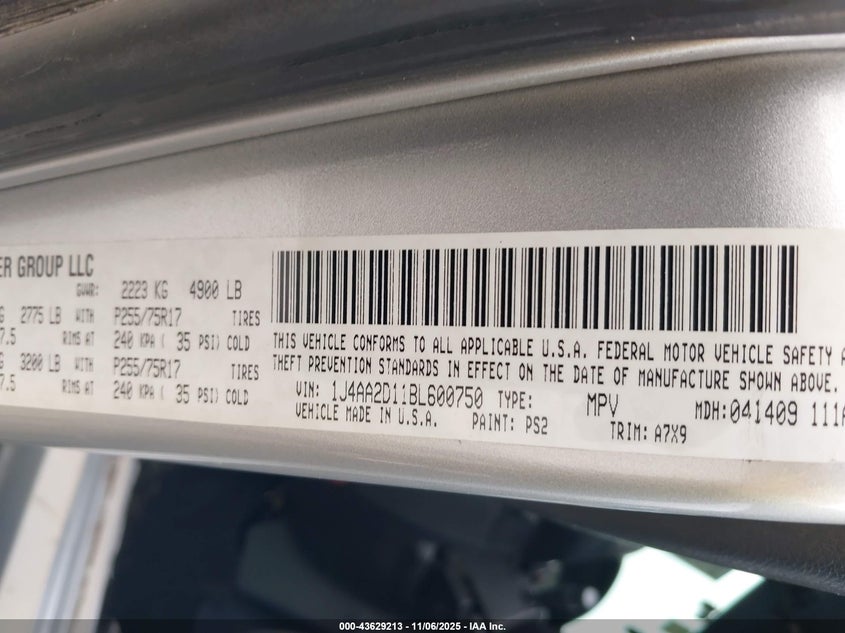 ER GROUP LLC
GVWR: 2223 KG 4900 LB
G 2775 LB WITH P255/75R17 TIRES
7.5 RIMS AT 240 KPA ( 35 PSI) COLD
G 3200 LB WITH P255/75R17 TIRES
7.5 RIMS AT 240 KPA ( 35 PSI) COLD
THIS VEHICLE CONFORMS TO ALL APPLICABLE U.S.A. FEDERAL MOTOR VEHICLE SAFETY A
THEFT PREVENTION STANDARDS IN EFFECT ON THE DATE OF MANUFACTURE SHOWN ABOVE.
VIN: 1J4AA2D11BL600750 TYPE: MPV MDH: 041409 111A
VEHICLE MADE IN U.S.A. PAINT: PS2 TRIM: A7X9
000-43629213 - 11/06/2025 - IAA Inc.